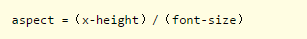 aspect = (x-height) / (font-size)